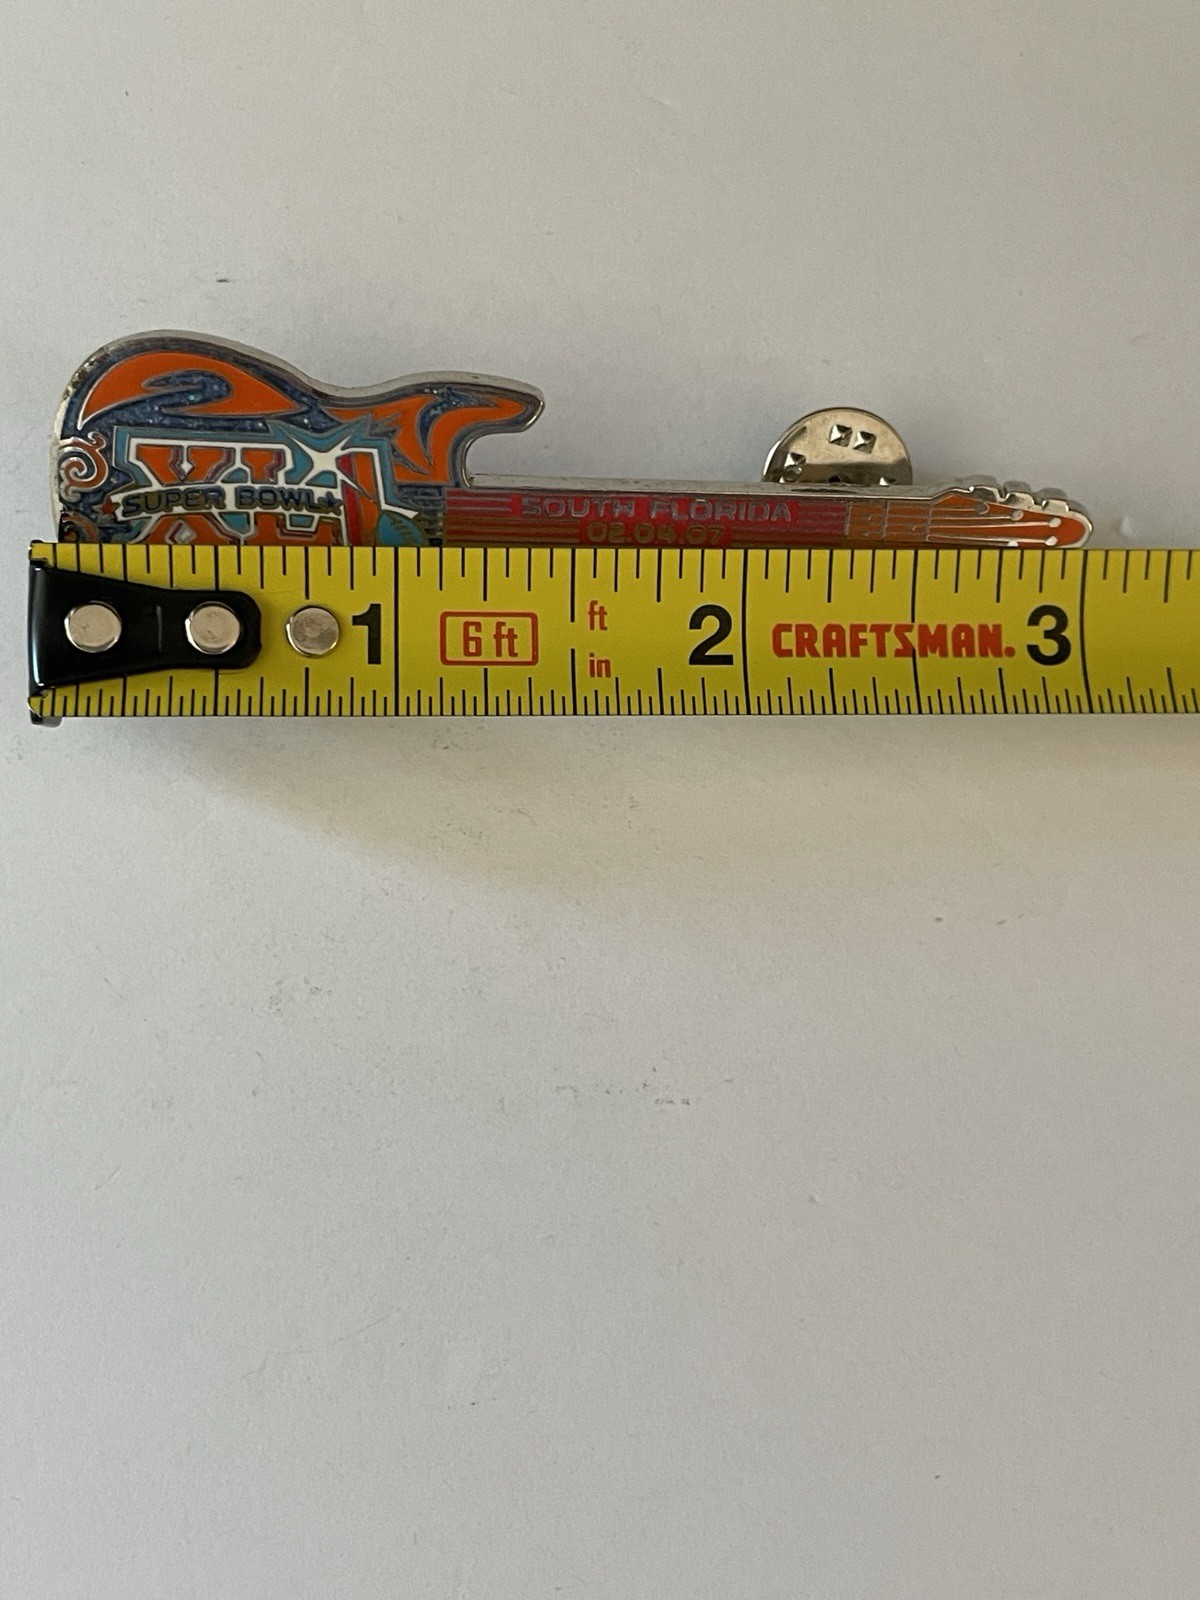 XLI
SUPER BOWL
SOUTH FLORIDA
02.04.07
1 6 ft ft in 2 CRAFTSMAN. 3